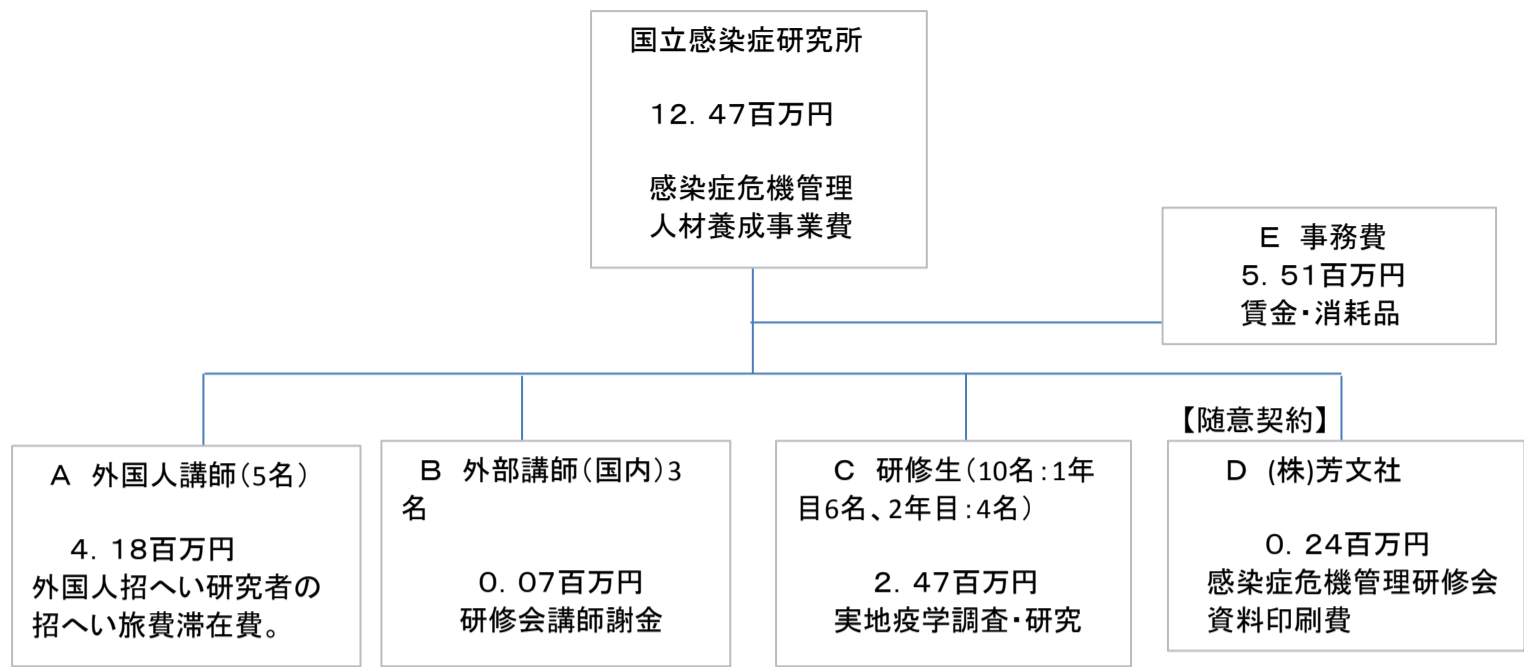 国立感染症研究所
12．47百万円
感染症危機管理
人材養成事業費
E　事務費
5．51百万円
賃金・消耗品
A　外国人講師（5名）
4．18百万円
外国人招へい研究者の
招へい旅費滞在費。
B　外部講師（国内）3
名
0．07百万円
研修会講師謝金
C　研修生（10名：1年
目6名、2年目：4名）
2．47百万円
実地疫学調査・研究
【随意契約】
D　(株)芳文社
0．24百万円
感染症危機管理研修会
資料印刷費